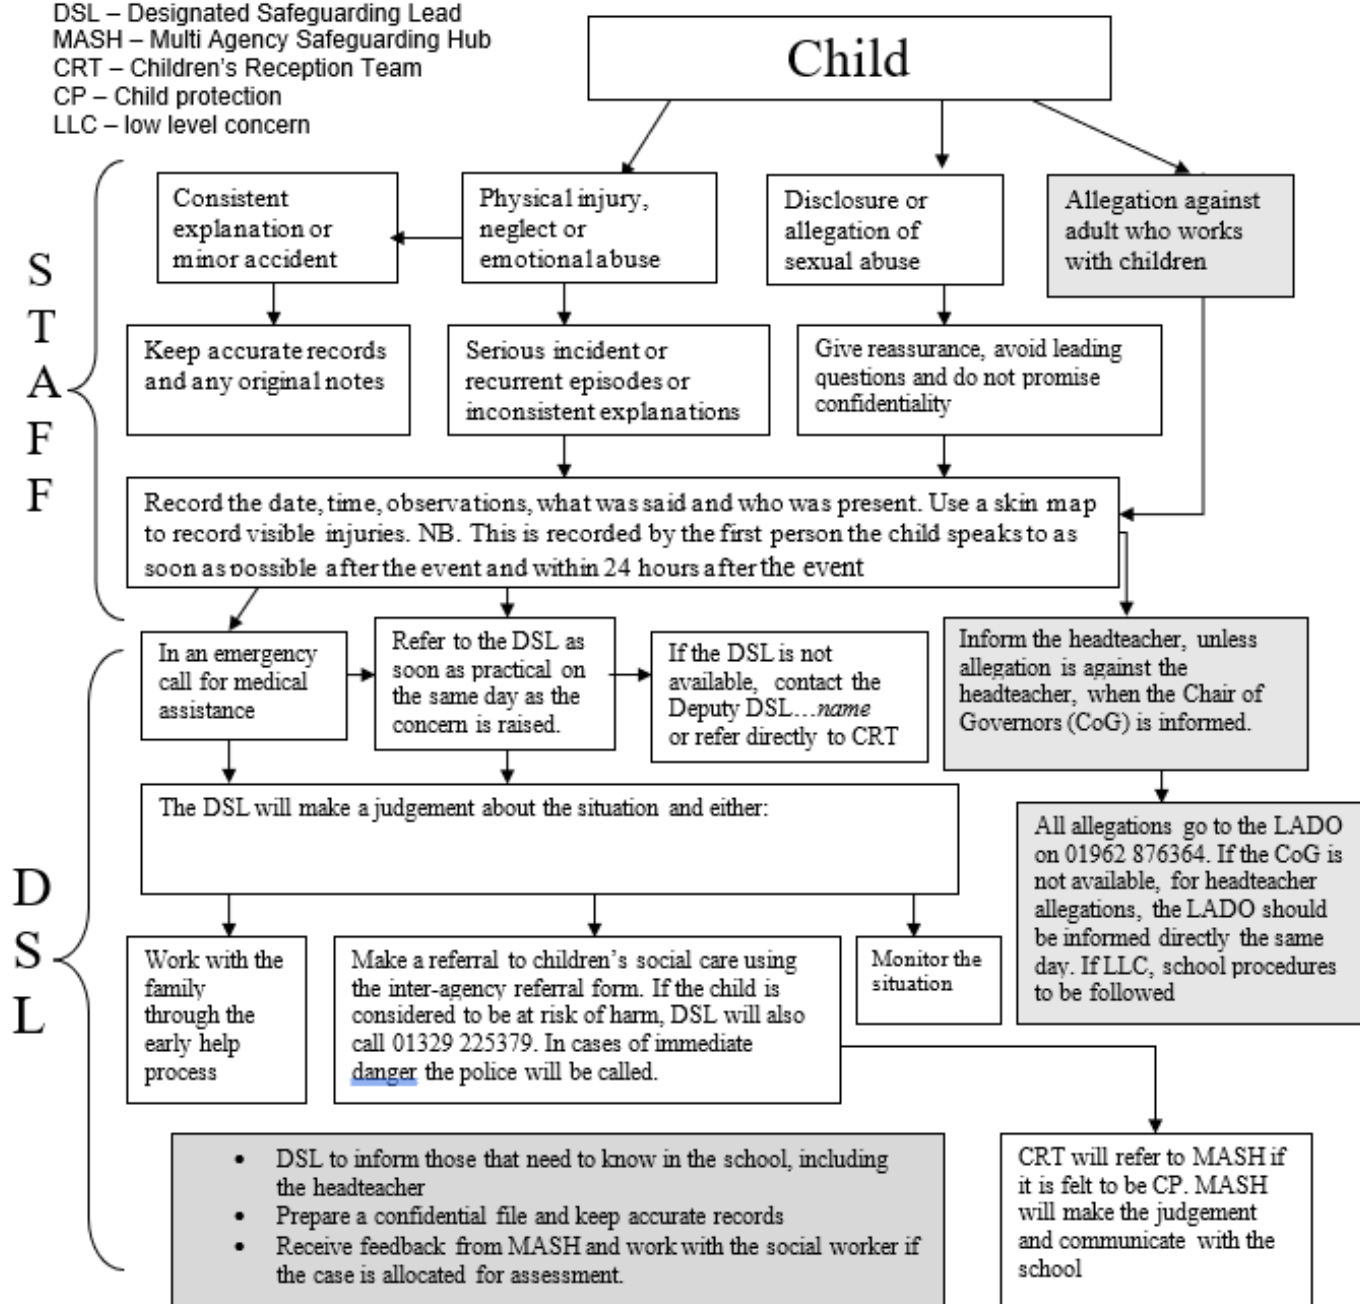 DSL – Designated Safeguarding Lead
MASH – Multi Agency Safeguarding Hub
CRT – Children's Reception Team
CP – Child protection
LLC – low level concern
Child
S
T
A
F
F
Consistent
explanation or
minor accident
Physical injury,
neglect or
emotional abuse
Disclosure or
allegation of
sexual abuse
Allegation against
adult who works
with children
Keep accurate records
and any original notes
Serious incident or
recurrent episodes or
inconsistent explanations
Give reassurance, avoid leading
questions and do not promise
confidentiality
Record the date, time, observations, what was said and who was present. Use a skin map
to record visible injuries. NB. This is recorded by the first person the child speaks to as
soon as possible after the event and within 24 hours after the event
D
S
L
In an emergency
call for medical
assistance
Refer to the DSL as
soon as practical on
the same day as the
concern is raised.
If the DSL is not
available, contact the
Deputy DSL...name
or refer directly to CRT
Inform the headteacher, unless
allegation is against the
headteacher, when the Chair of
Governors (CoG) is informed.
The DSL will make a judgement about the situation and either:
All allegations go to the LADO
on 01962 876364. If the CoG is
not available, for headteacher
allegations, the LADO should
be informed directly the same
day. If LLC, school procedures
to be followed
Work with the
family
through the
early help
process
Make a referral to children's social care using
the inter-agency referral form. If the child is
considered to be at risk of harm, DSL will also
call 01329 225379. In cases of immediate
danger the police will be called.
Monitor the
situation
• DSL to inform those that need to know in the school, including
the headteacher
• Prepare a confidential file and keep accurate records
• Receive feedback from MASH and work with the social worker if
the case is allocated for assessment.
CRT will refer to MASH if
it is felt to be CP. MASH
will make the judgement
and communicate with the
school